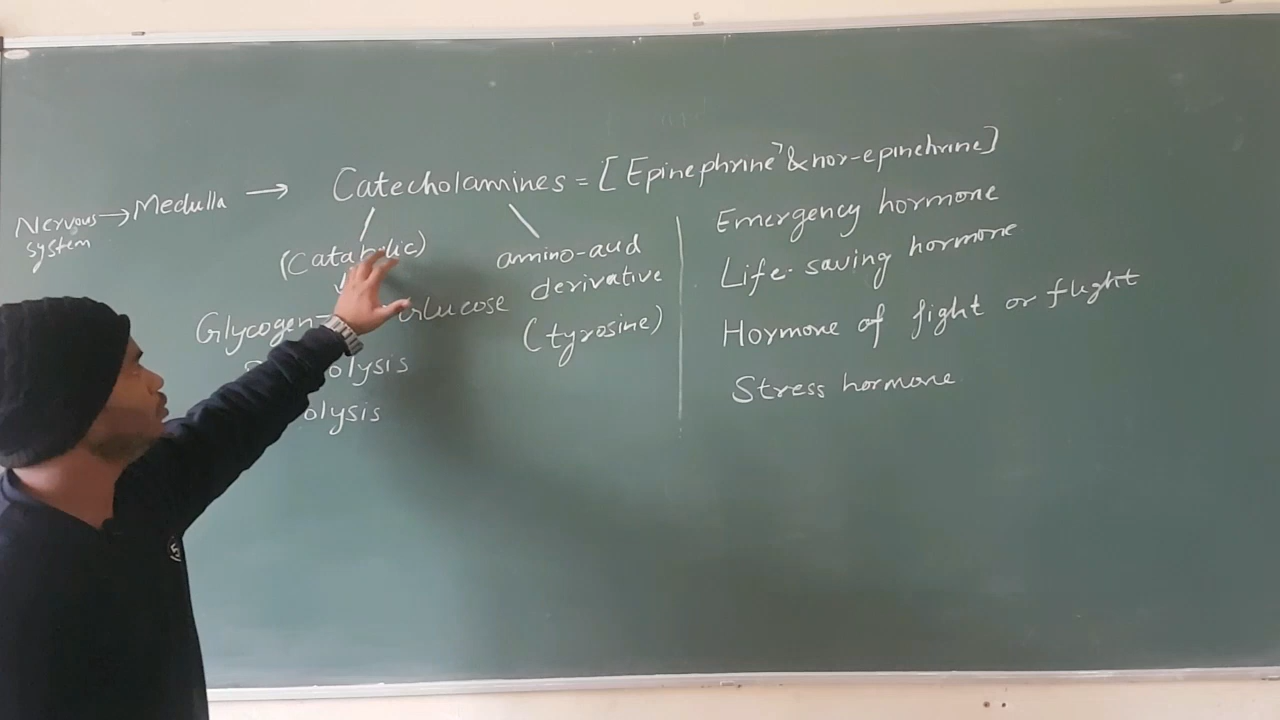 Nervous system → Medulla → Catecholamines = [Epinephrine & nor-epinehrine]
(Catabolic)
Glycogen → Glucose
olysis
olysis
amino-acid
derivative
(tyrosine)
Emergency hormone
Life-saving hormone
Hormone of fight or flight
Stress hormone